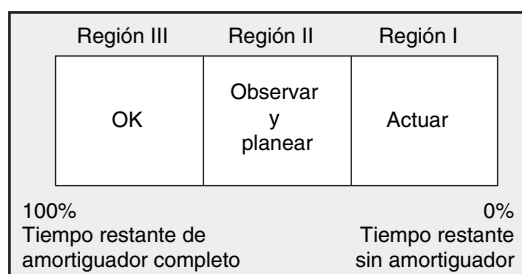 Región III Región II Región I
OK
Observar
y
planear
Actuar
100%
Tiempo restante de
amortiguador completo
0%
Tiempo restante
sin amortiguador